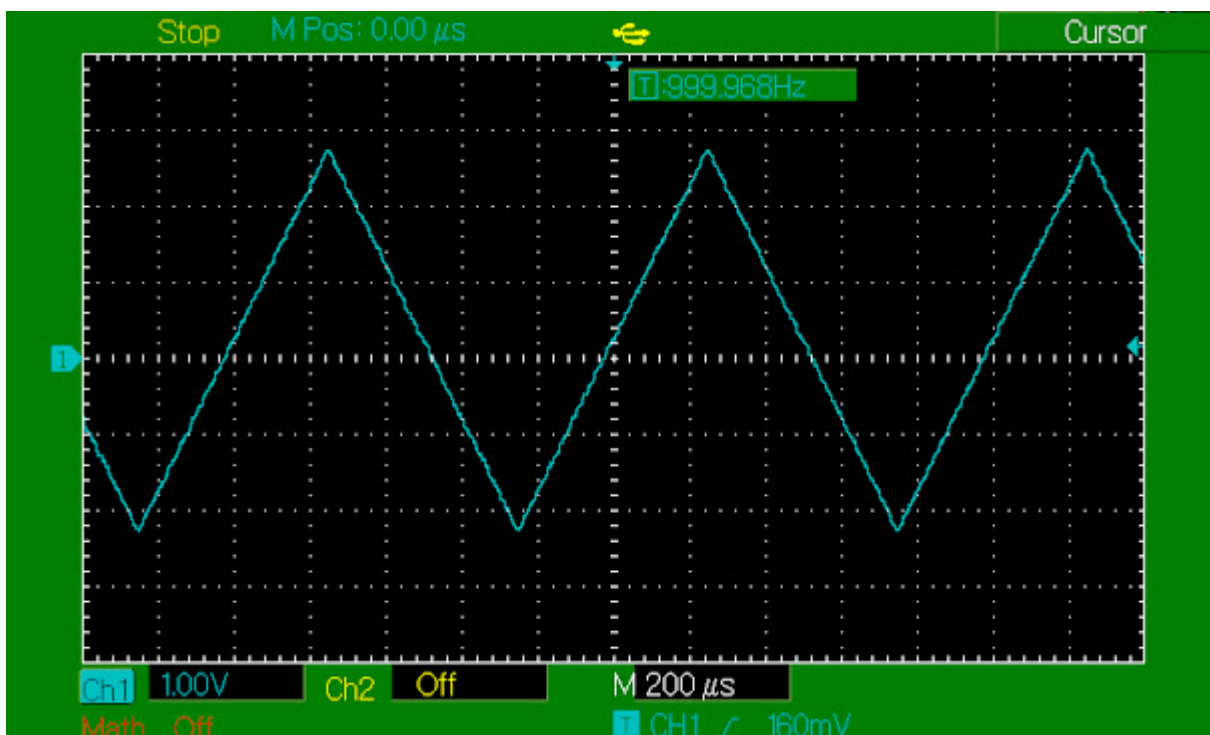 Stop M Pos: 0.00 μs Cursor
T:999.968Hz
1
Ch1 1.00V Ch2 Off M 200 μs
Math Off T CH1 160mV